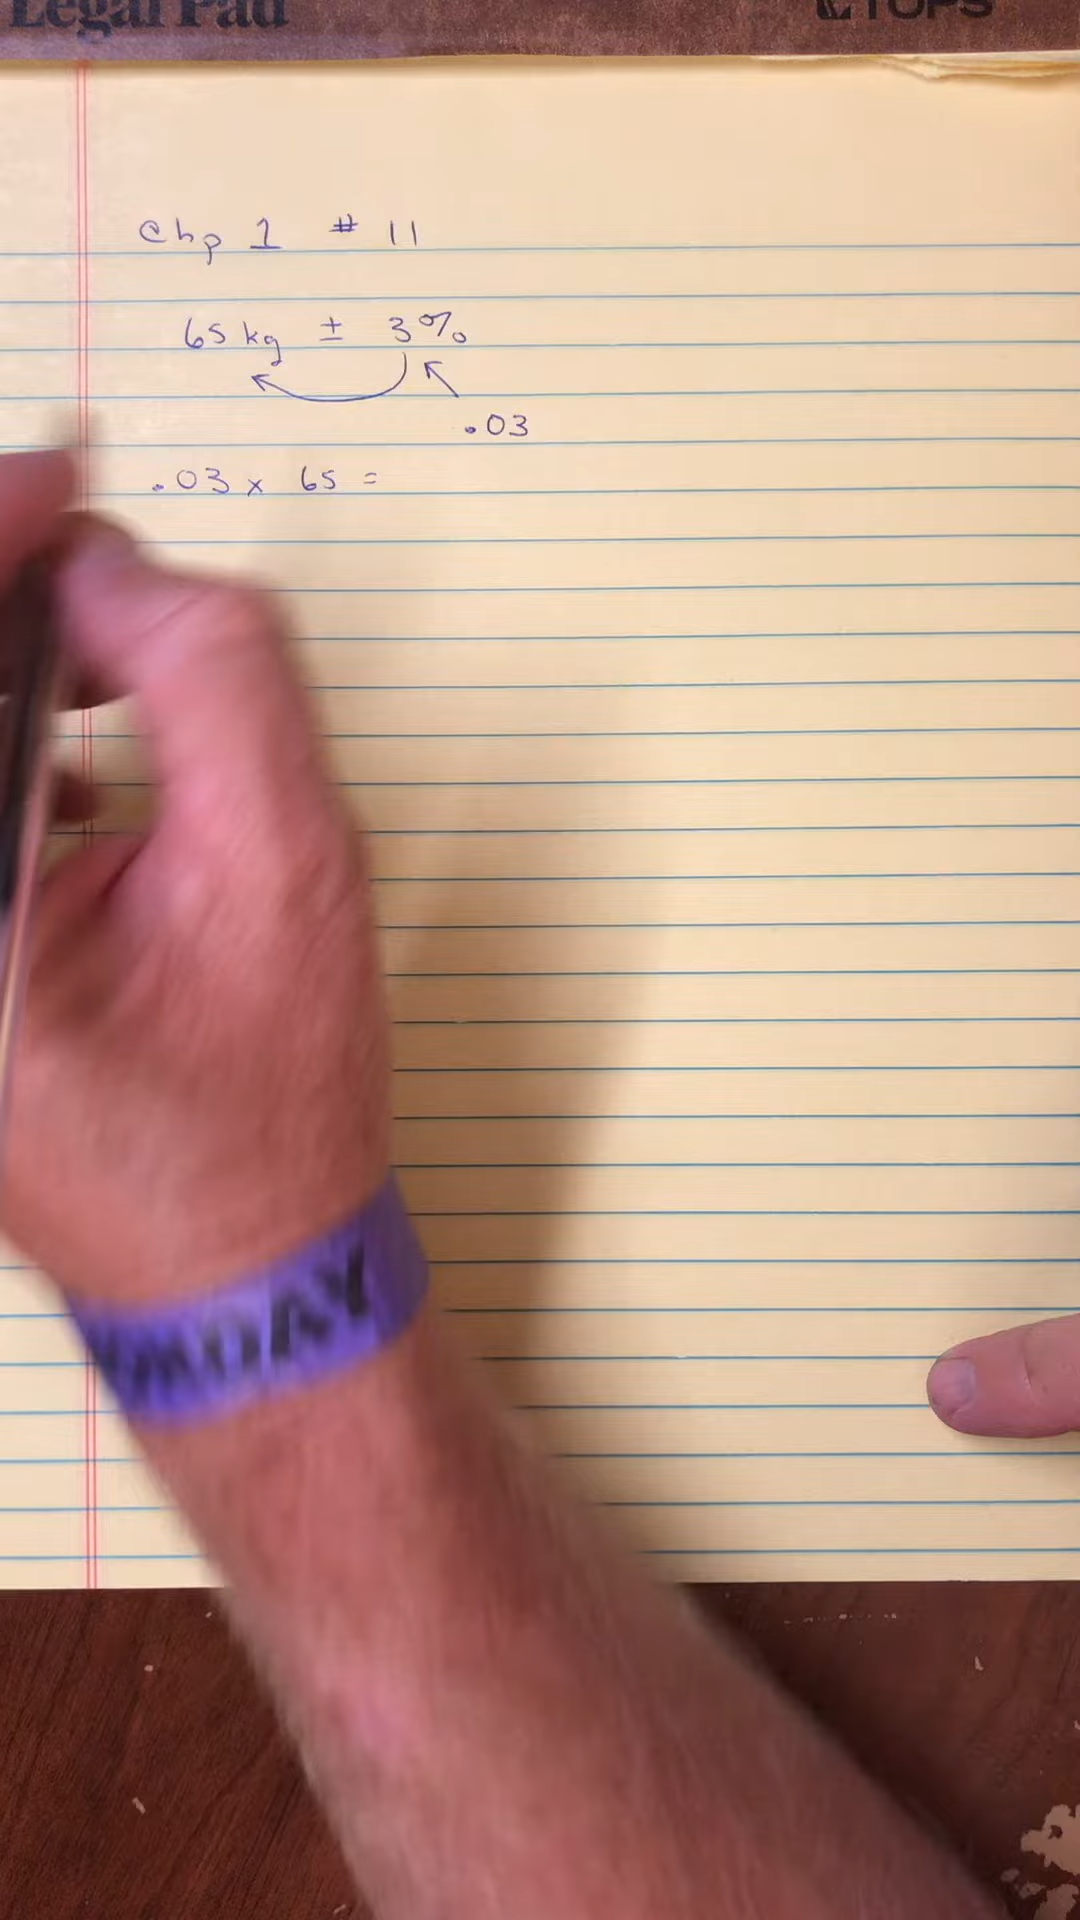 Legal Pad TOPS
Chp 1 # 11
65 kg ± 3%
.03
.03 x 65 =